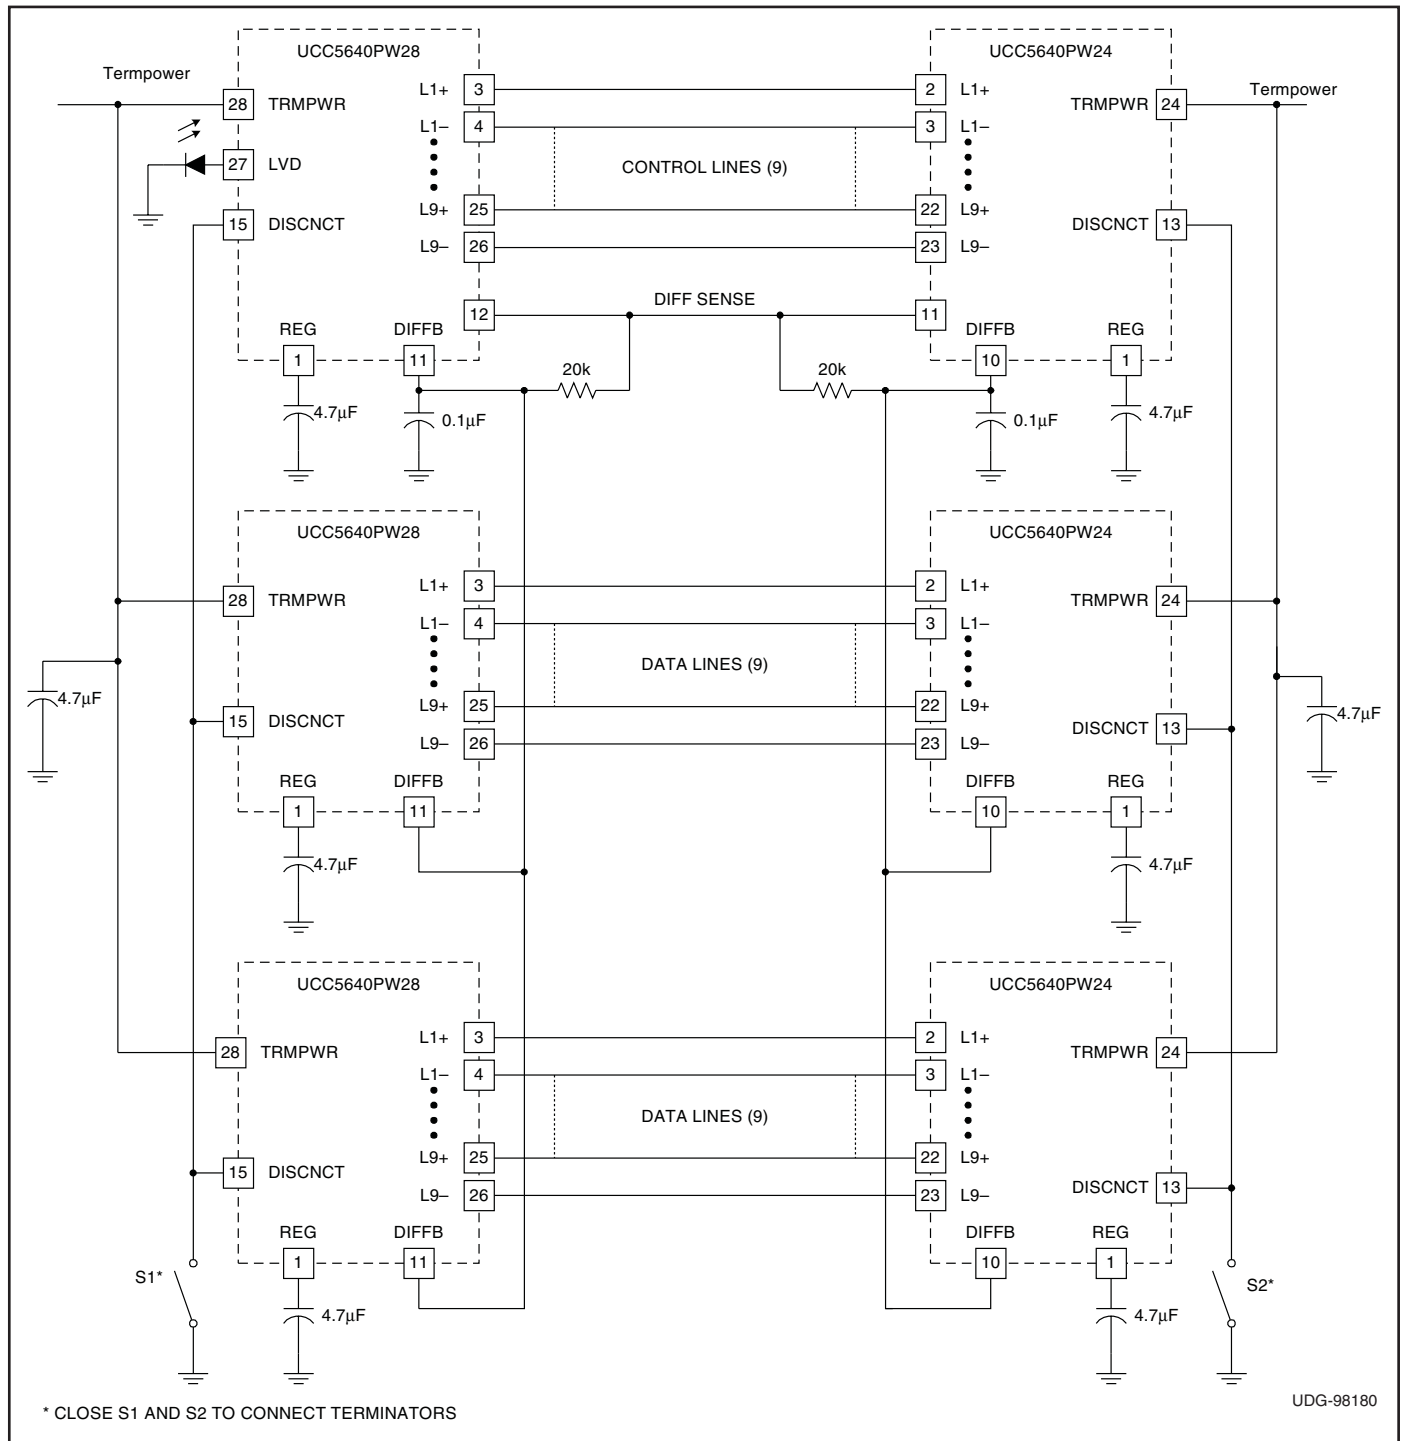 UCC5640PW28
UCC5640PW24
Termpower
Termpower
28 TRMPWR
L1+ 3
2 L1+
TRMPWR 24
L1– 4
3 L1–
27 LVD
CONTROL LINES (9)
15 DISCNCT
L9+ 25
22 L9+
DISCNCT 13
L9– 26
23 L9–
12
DIFF SENSE
11
REG
DIFFB
DIFFB
REG
1
11
10
1
20k
20k
4.7µF
0.1µF
0.1µF
4.7µF
UCC5640PW28
UCC5640PW24
L1+ 3
2 L1+
28 TRMPWR
TRMPWR 24
L1– 4
3 L1–
DATA LINES (9)
4.7µF
4.7µF
L9+ 25
22 L9+
15 DISCNCT
DISCNCT 13
L9– 26
23 L9–
REG
DIFFB
DIFFB
REG
1
11
10
1
4.7µF
4.7µF
UCC5640PW28
UCC5640PW24
L1+ 3
2 L1+
28 TRMPWR
TRMPWR 24
L1– 4
3 L1–
DATA LINES (9)
L9+ 25
22 L9+
15 DISCNCT
DISCNCT 13
L9– 26
23 L9–
REG
DIFFB
DIFFB
REG
1
11
10
1
S1*
S2*
4.7µF
4.7µF
* CLOSE S1 AND S2 TO CONNECT TERMINATORS
UDG-98180